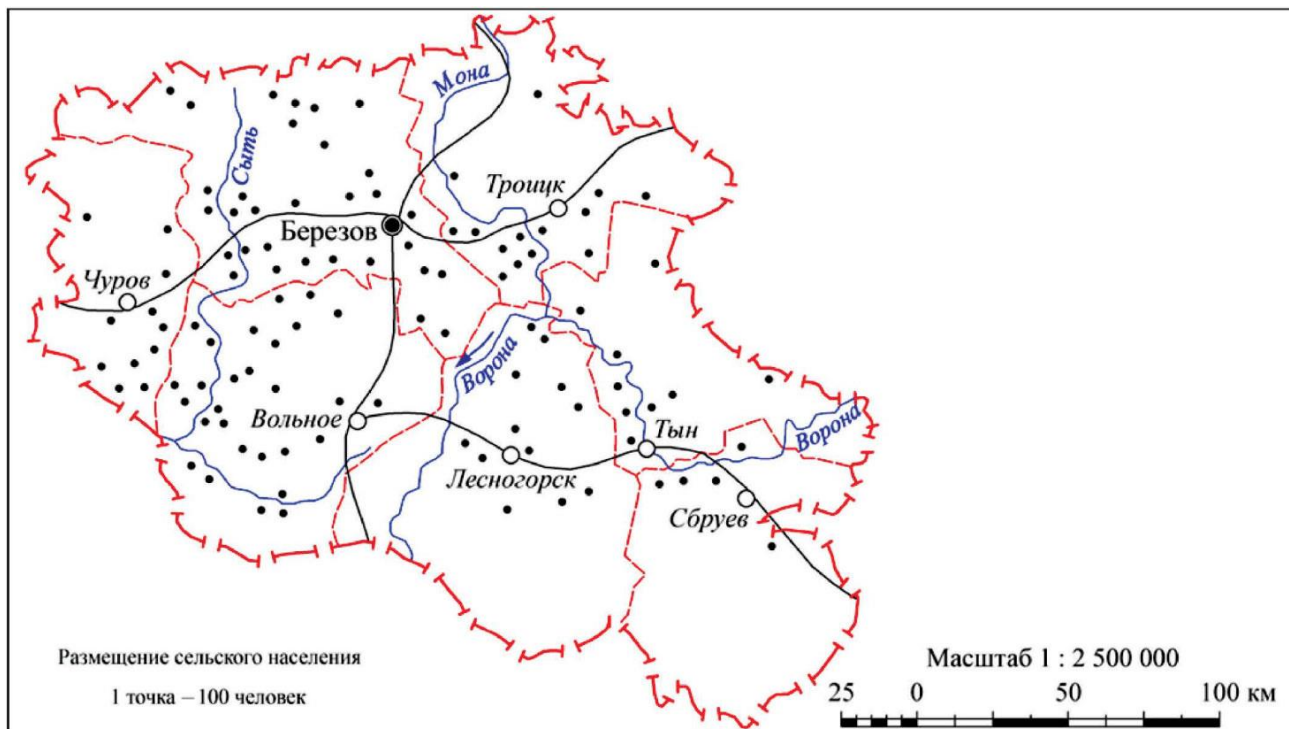 Мона
Сыть
Троицк
Березов
Чуров
Ворона
Вольное
Тын
Ворона
Лесногорск
Сбруев
Размещение сельского населения
1 точка – 100 человек
Масштаб 1 : 2 500 000
25 0 50 100 км